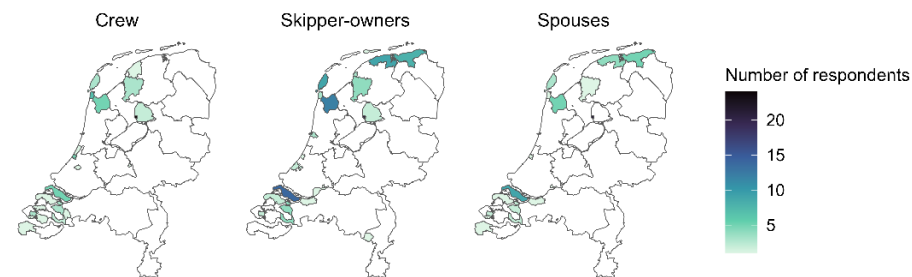 Crew
Skipper-owners
Spouses
Number of respondents
20
15
10
5